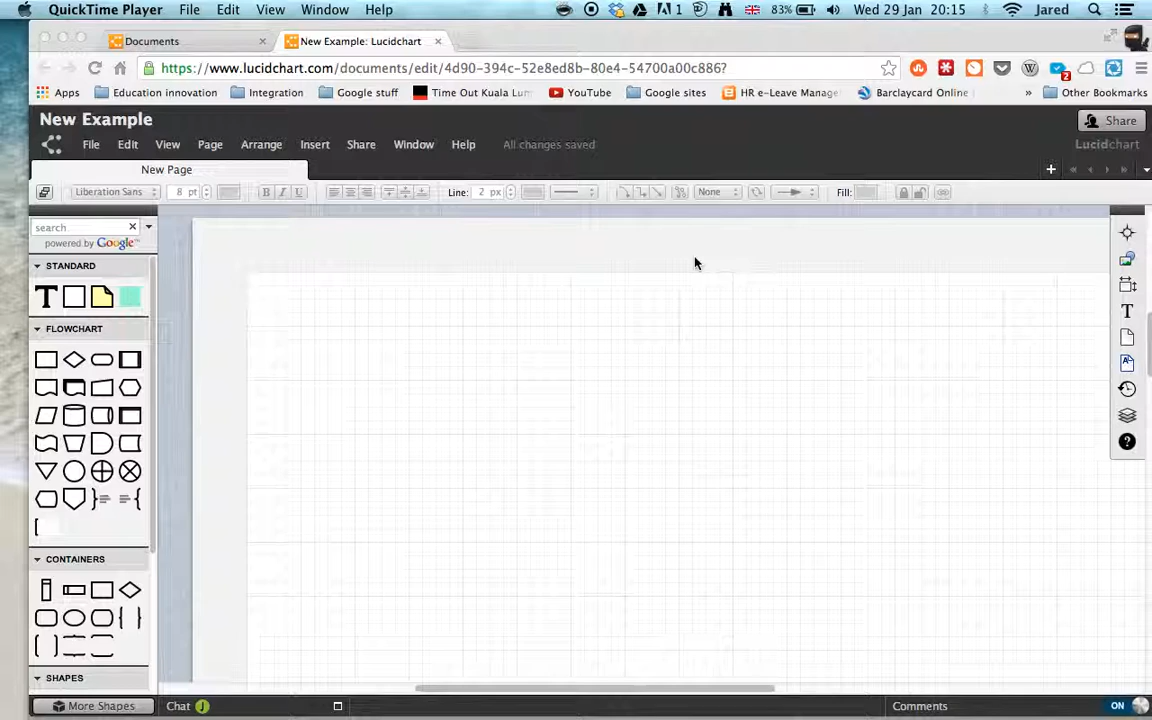 QuickTime Player File Edit View Window Help 1 83% Wed 29 Jan 20:15 Jared
Documents New Example: Lucidchart
https://www.lucidchart.com/documents/edit/4d90-394c-52e8ed8b-80e4-54700a00c886?
Apps Education innovation Integration Google stuff Time Out Kuala Lum YouTube Google sites HR e-Leave Manage Barclaycard Online » Other Bookmarks
2
New Example
Share
File Edit View Page Arrange Insert Share Window Help All changes saved
Lucidchart
New Page
Liberation Sans 8 pt B I U Line: 2 px None Fill:
search
powered by Google™
STANDARD
T
FLOWCHART
CONTAINERS
SHAPES
T
A
?
More Shapes Chat J Comments ON